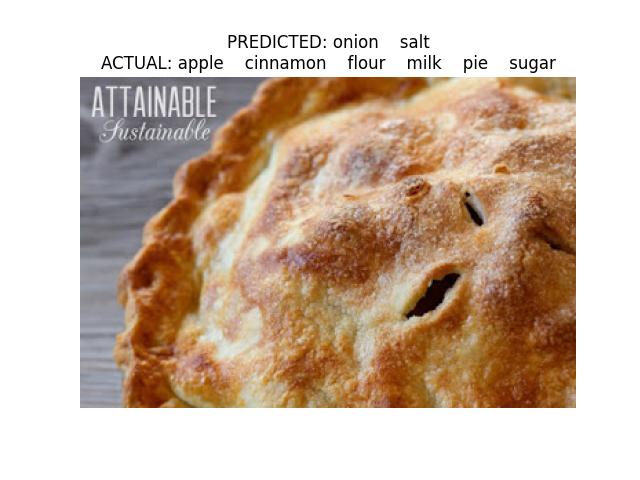 PREDICTED: onion    salt
ACTUAL: apple    cinnamon    flour    milk    pie    sugar
ATTAINABLE
Sustainable